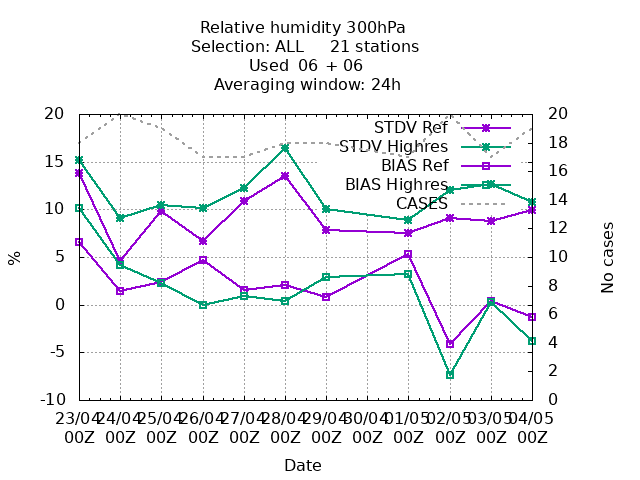 Relative humidity 300hPa
Selection: ALL 21 stations
Used 06 + 06
Averaging window: 24h
STDV Ref
STDV Highres
BIAS Ref
BIAS Highres
CASES
20
15
10
5
0
-5
-10
%
20
18
16
14
12
10
8
6
4
2
0
No cases
23/04 24/04 25/04 26/04 27/04 28/04 29/04 30/04 01/05 02/05 03/05 04/05
00Z 00Z 00Z 00Z 00Z 00Z 00Z 00Z 00Z 00Z 00Z 00Z
Date